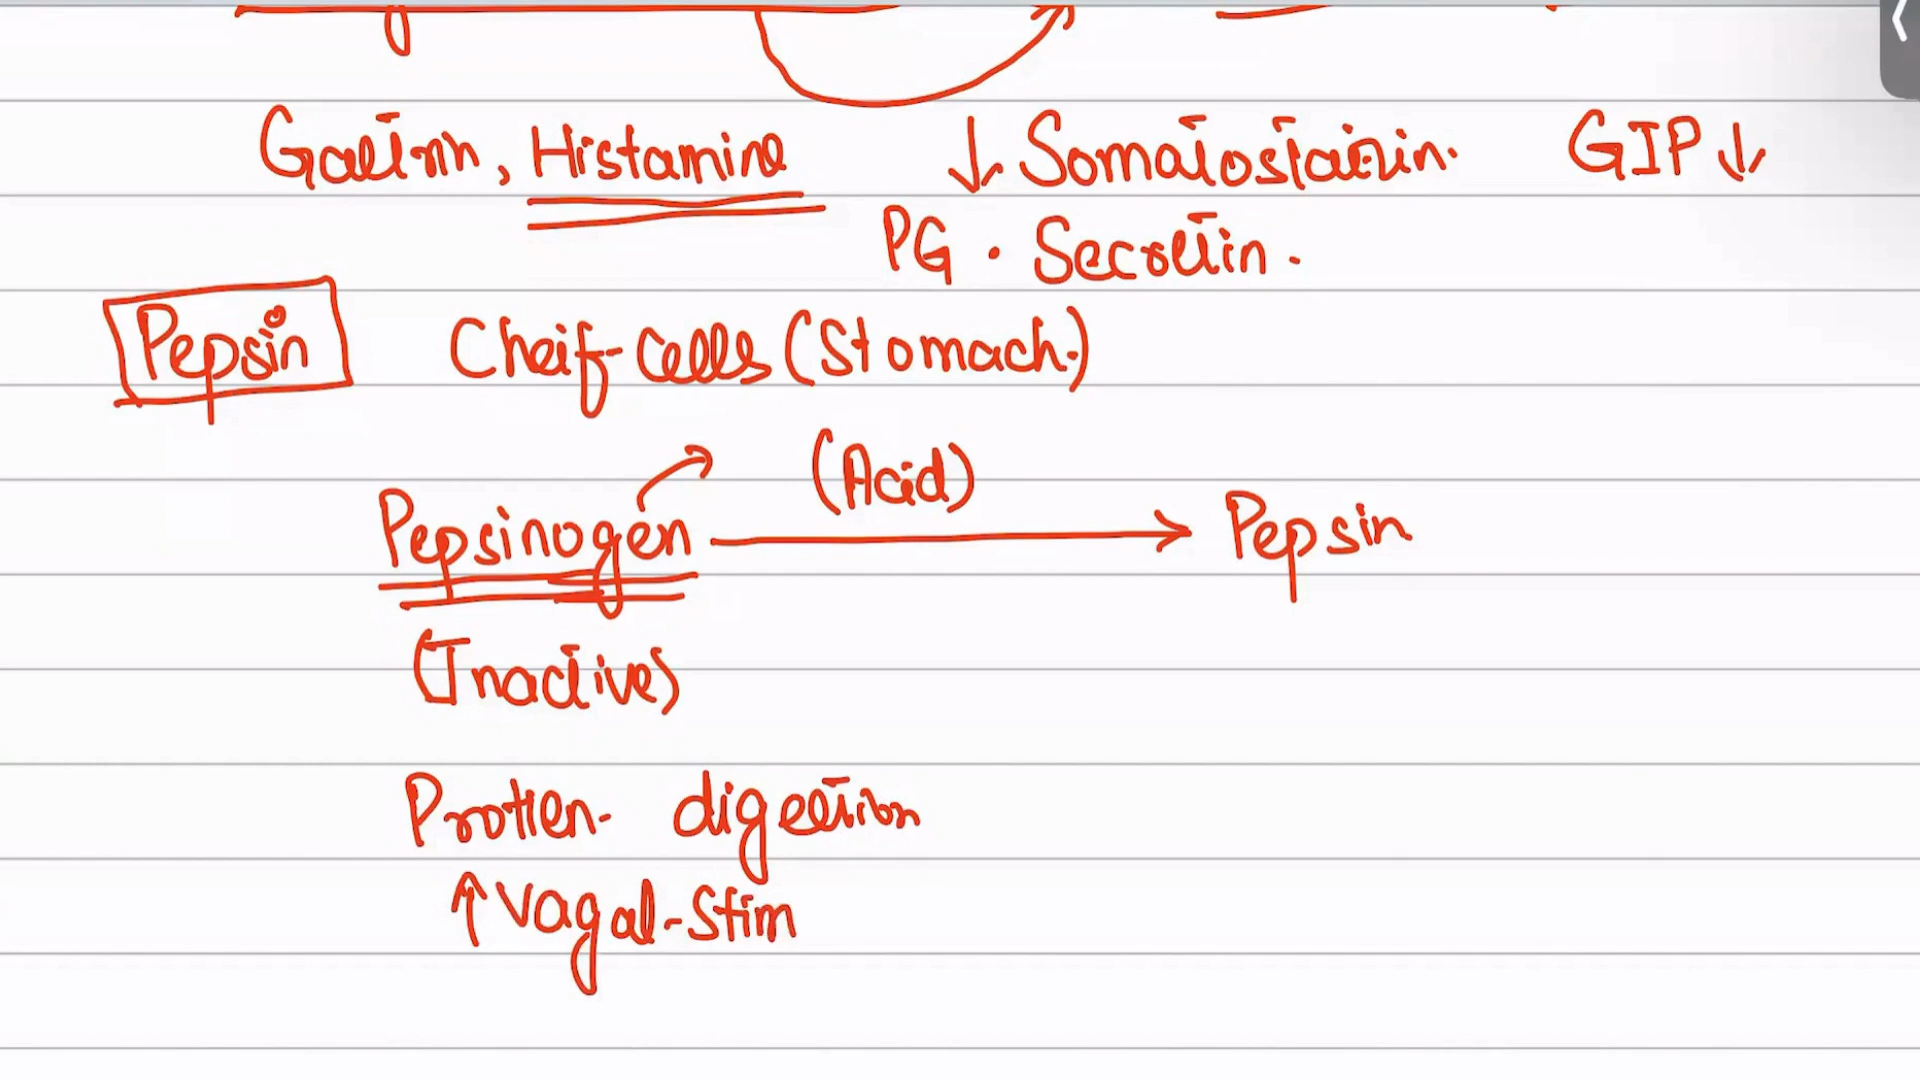 Gastrin, Histamine ↓ Somatostatin. GIP ↓
PG . Secretin.
Pepsin Cheif-Cells (Stomach.)
(Acid)
Pepsinogen → Pepsin
(Inactive)
Protien- digestion
↑ Vagal-Stim